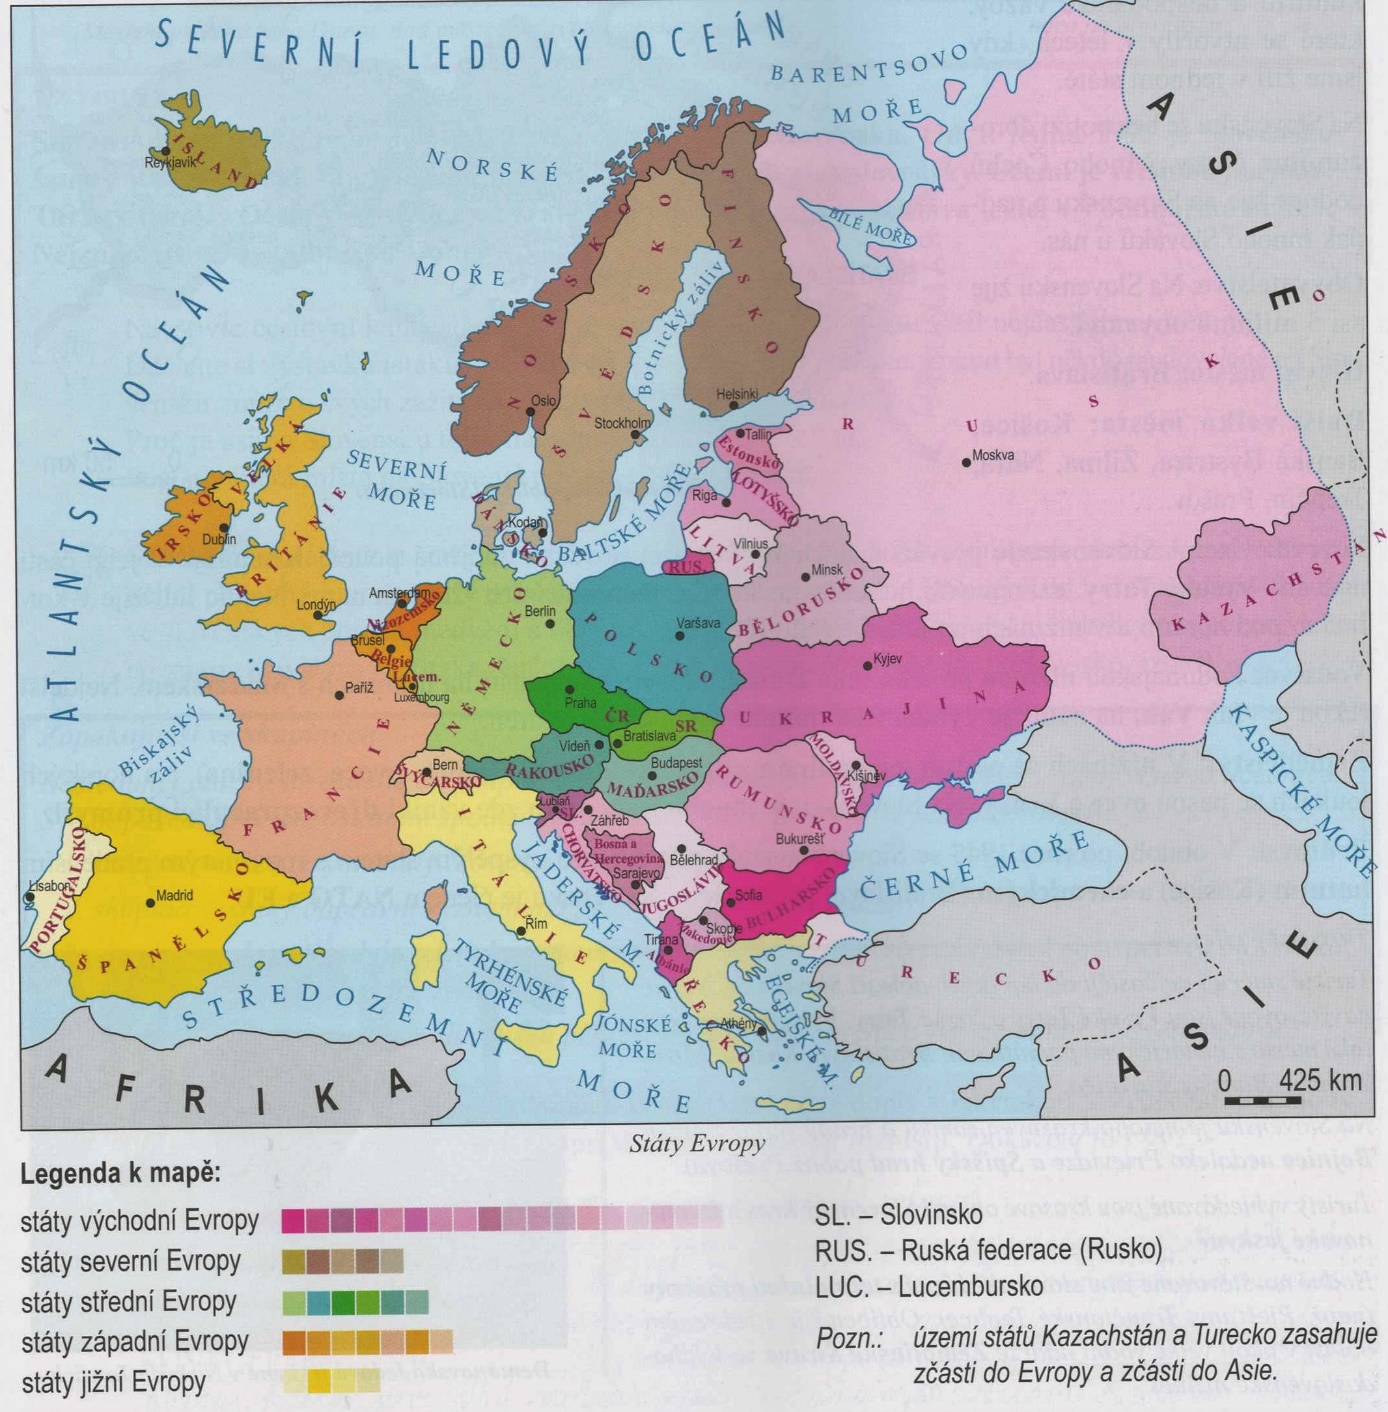 SEVERNÍ LEDOVÝ OCEÁN
BARENTSOVO
MOŘE
BÍLÉ MOŘE
NORSKÉ
MOŘE
ATLANTSKÝ OCEÁN
ISLAND
Reykjavík
NORSKO
Oslo
ŠVÉDSKO
Stockholm
FINSKO
Helsinki
Botnický záliv
ASIE
RUSKO
Moskva
Tallin
Estonsko
LOTYŠSKO
Riga
LITVA
Vilnius
RUS.
Minsk
BĚLORUSKO
KAZACHSTÁN
SEVERNÍ
MOŘE
BALTSKÉ MOŘE
DÁNSKO
Kodaň
VELKÁ
BRITÁNIE
Londýn
IRSKO
Dublin
Amsterdam
Nizozemsko
Brusel
Belgie
Lucem.
Luxembourg
Berlin
NĚMECKO
POLSKO
Varšava
Kyjev
UKRAJINA
Praha
ČR
SR
Bratislava
Vídeň
RAKOUSKO
Budapest
MAĎARSKO
Paříž
FRANCIE
Bern
ŠVÝCARSKO
Biskajský
záliv
MOLDAVSKO
Kišiněv
RUMUNSKO
Bukurešť
Lublaň
SL.
Záhřeb
CHORVATSKO
Bosna a
Hercegovina
Sarajevo
Bělehrad
JUGOSLÁVIE
Sofia
BULHARSKO
Skopje
Makedonie
Tirana
Albánie
ŘECKO
Athény
EGEJSKÉ M.
ITÁLIE
Řím
JADERSKÉ M.
TYRHÉNSKÉ
MOŘE
JÓNSKÉ
MOŘE
ČERNÉ MOŘE
KASPICKÉ MOŘE
TURECKO
Lisabon
PORTUGALSKO
Madrid
ŠPANĚLSKO
STŘEDOZEMNÍ
MOŘE
AFRIKA
ASIE
0 425 km
Státy Evropy
Legenda k mapě:
státy východní Evropy
státy severní Evropy
státy střední Evropy
státy západní Evropy
státy jižní Evropy
SL. – Slovinsko
RUS. – Ruská federace (Rusko)
LUC. – Lucembursko
Pozn.: území států Kazachstán a Turecko zasahuje
zčásti do Evropy a zčásti do Asie.